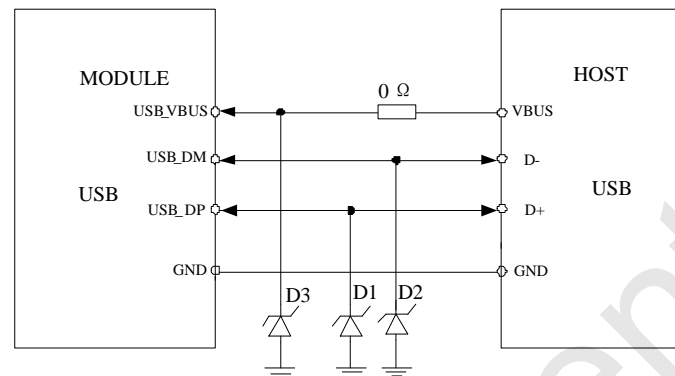 MODULE
HOST
0 Ω
USB_VBUS
VBUS
USB_DM
D-
USB
USB
USB_DP
D+
GND
GND
D3
D1
D2